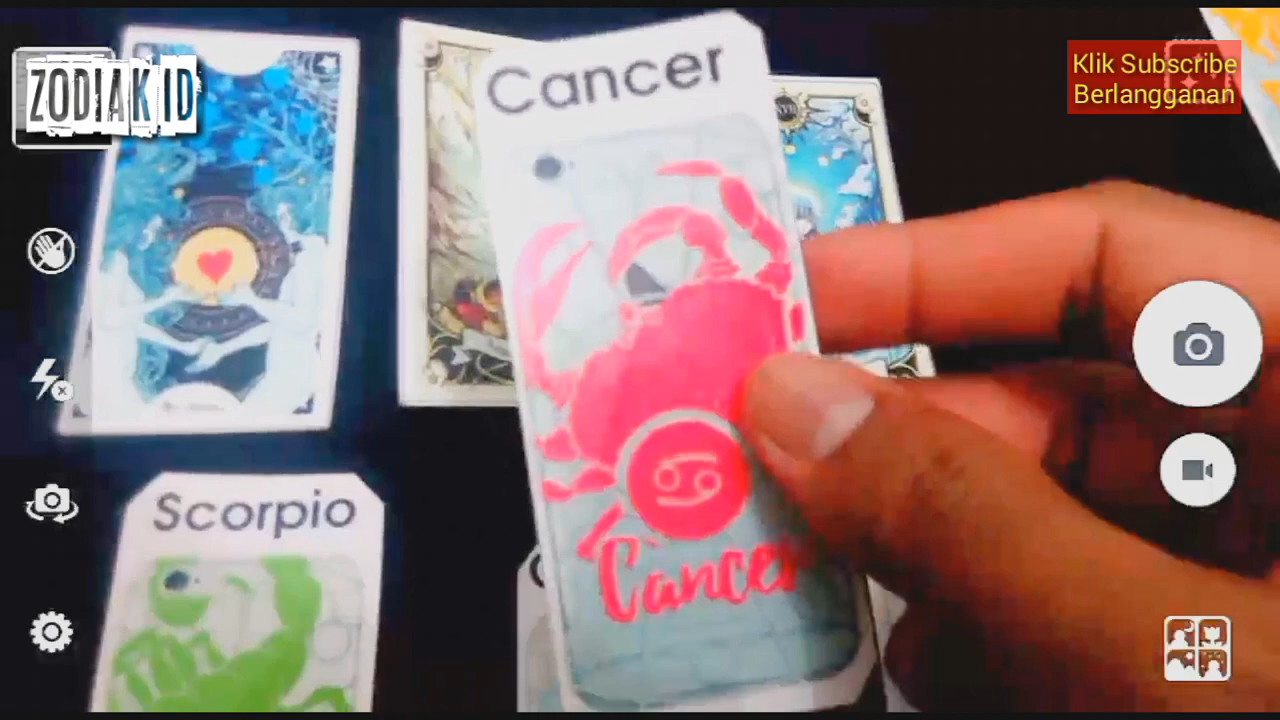 ZODIAK ID
Klik Subscribe
Berlangganan
Cancer
Cancer
Scorpio